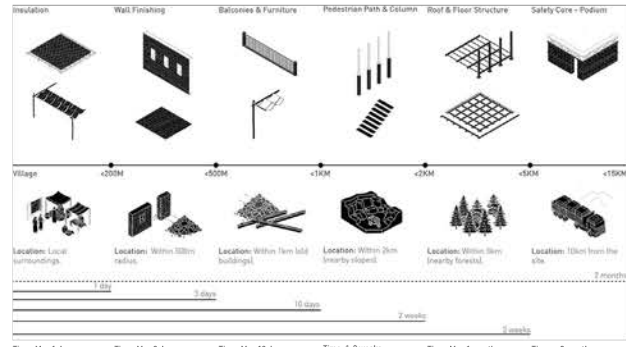 Insulation
Wall Finishing
Balconies & Furniture
Pedestrian Path & Column
Roof & Floor Structure
Safety Core - Podium
Village
<200M
<500M
<1KM
<2KM
<5KM
<15KM
Location: Local
surroundings.
Location: Within 500m
radius.
Location: Within 1km (old
buildings).
Location: Within 2km
(nearby slopes).
Location: Within 5km
(nearby forests).
Location: 10km from the
site.
2 months
1 day
3 days
10 days
2 weeks
3 weeks